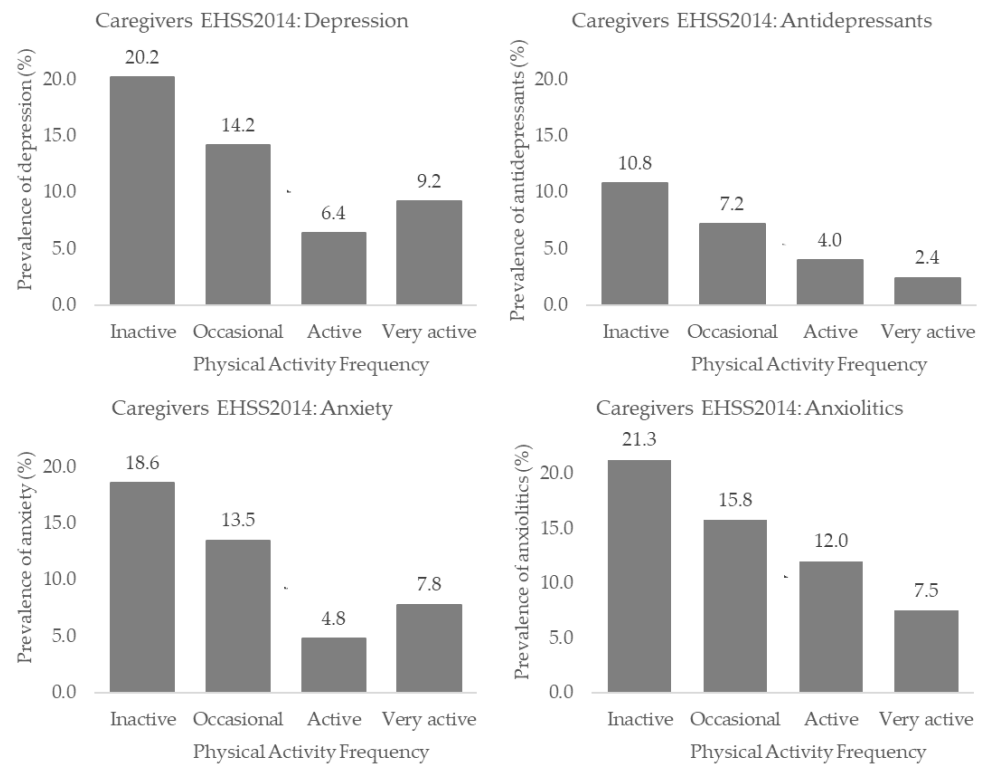 Caregivers EHSS2014: Depression
Prevalence of depression (%)
20.0
15.0
10.0
5.0
0.0
20.2
14.2
6.4
9.2
Inactive Occasional Active Very active
Physical Activity Frequency
Caregivers EHSS2014: Antidepressants
Prevalence of antidepressants (%)
20.0
15.0
10.0
5.0
0.0
10.8
7.2
4.0
2.4
Inactive Occasional Active Very active
Physical Activity Frequency
Caregivers EHSS2014: Anxiety
Prevalence of anxiety (%)
20.0
15.0
10.0
5.0
0.0
18.6
13.5
4.8
7.8
Inactive Occasional Active Very active
Physical Activity Frequency
Caregivers EHSS2014: Anxiolitics
Prevalence of anxiolitics (%)
20.0
15.0
10.0
5.0
0.0
21.3
15.8
12.0
7.5
Inactive Occasional Active Very active
Physical Activity Frequency